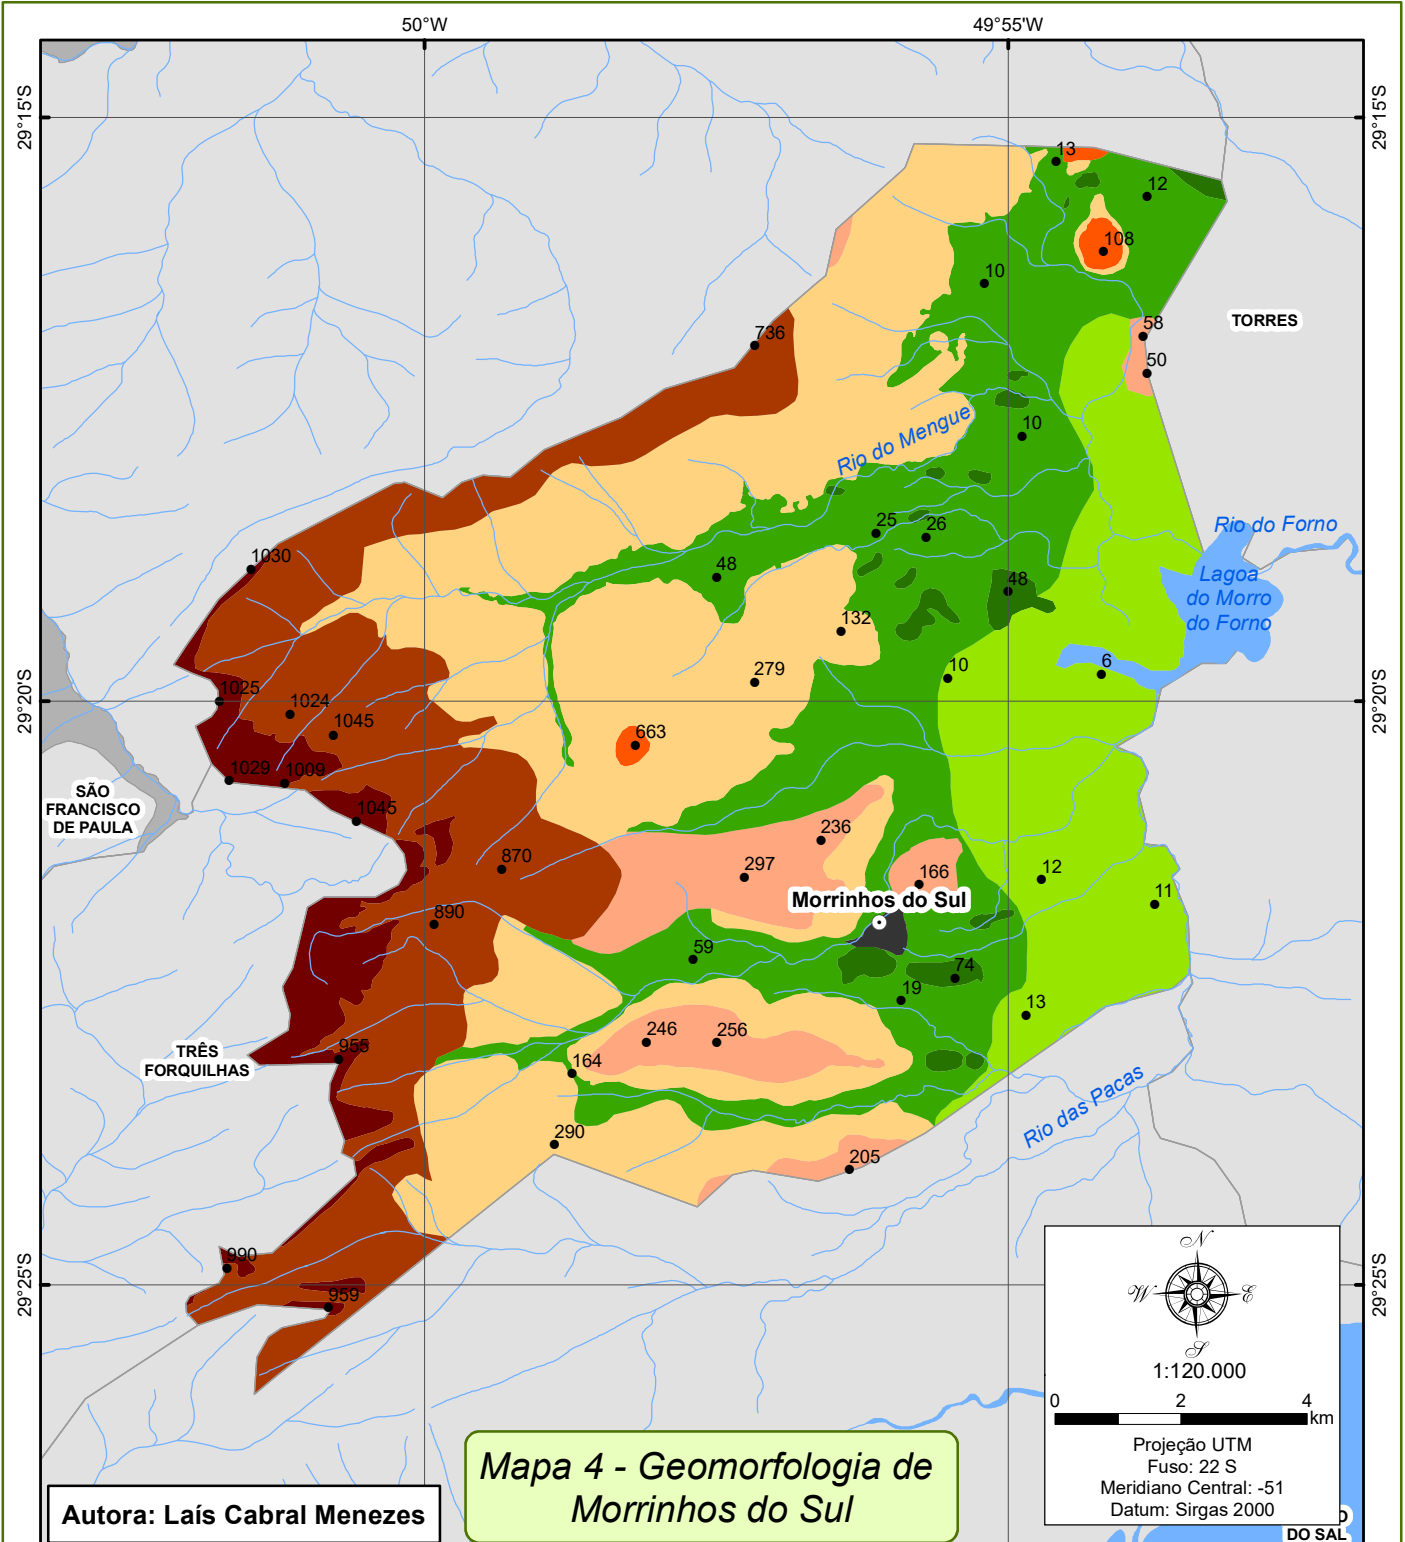 50°W
49°55'W
29°15'S
29°15'S
13
12
108
10
TORRES
58
736
50
10
Rio do Mengue
25
26
Rio do Forno
1030
48
48
Lagoa
do Morro
do Forno
132
279
10
6
29°20'S
29°20'S
1025
1024
1045
663
1029
1009
SÃO
FRANCISCO
DE PAULA
1045
236
870
297
166
12
11
Morrinhos do Sul
890
59
74
19
13
246
256
955
TRÊS
FORQUILHAS
164
Rio das Pacas
290
205
990
959
29°25'S
29°25'S
N
W
E
S
1:120.000
0
2
4
km
Projeção UTM
Fuso: 22 S
Meridiano Central: -51
Datum: Sirgas 2000
Mapa 4 - Geomorfologia de
Morrinhos do Sul
Autora: Laís Cabral Menezes
DO SAL